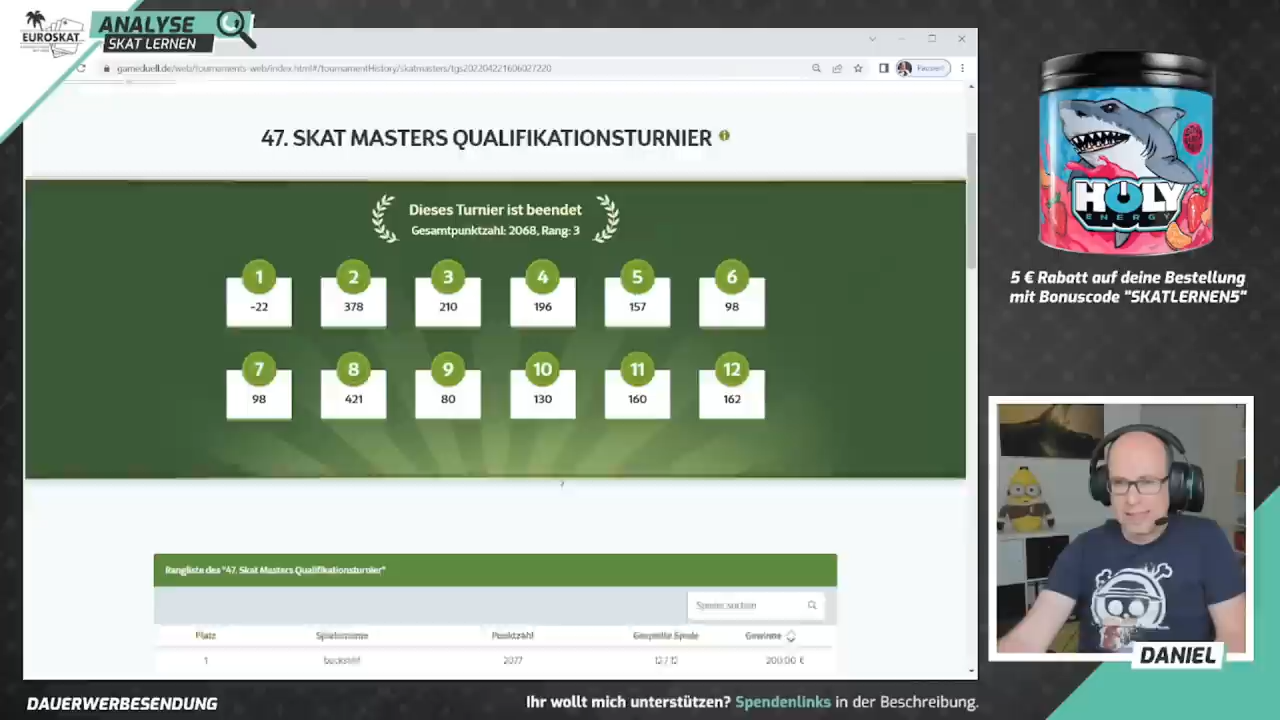 EUROSKAT
ANALYSE
SKAT LERNEN
gameduell.de/web/tournaments-web/index.html#/tournamentHistory/skatmasters/tgs202204221606027220
Pausiert
47. SKAT MASTERS QUALIFIKATIONSTURNIER
Dieses Turnier ist beendet
Gesamtpunktzahl: 2068, Rang: 3
1 2 3 4 5 6
-22 378 210 196 157 98
7 8 9 10 11 12
98 421 80 130 160 162
Rangliste des "47. Skat Masters Qualifikationsturnier"
Spieler suchen
Platz Spielername Punktzahl Gespielte Spiele Gewinne
1 2077 12 / 12 200.00 €
HOLY
ENERGY
5 € Rabatt auf deine Bestellung
mit Bonuscode "SKATLERNEN5"
DANIEL
DAUERWERBESENDUNG
Ihr wollt mich unterstützen? Spendenlinks in der Beschreibung.